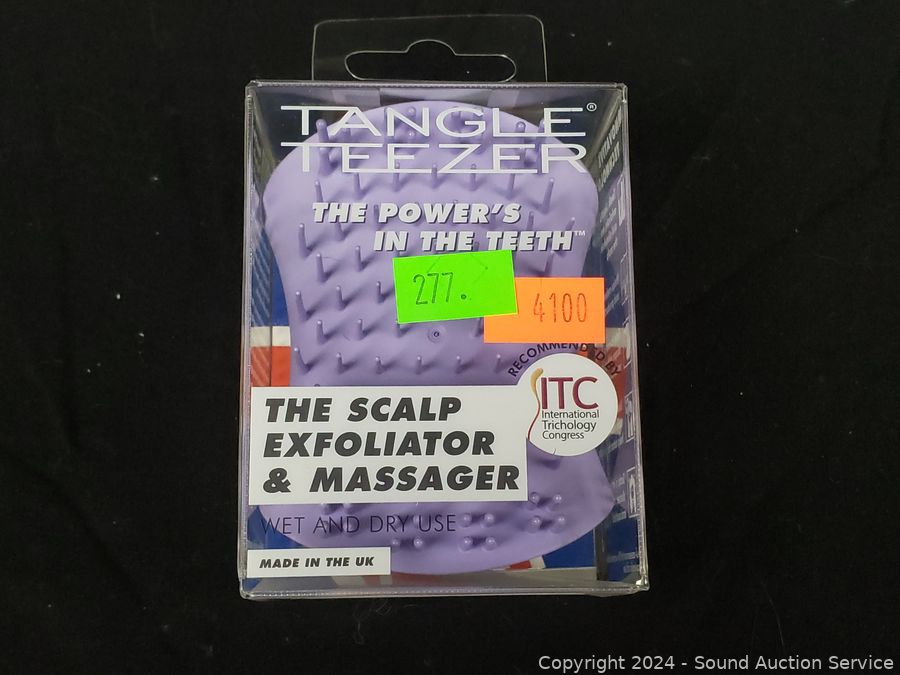 TANGLE®
TEEZER
THE POWER'S
IN THE TEETH™
277.
4100
RECOMMENDED BY
ITC
International
Trichology
Congress
THE SCALP
EXFOLIATOR
& MASSAGER
WET AND DRY USE
MADE IN THE UK
Copyright 2024 - Sound Auction Service